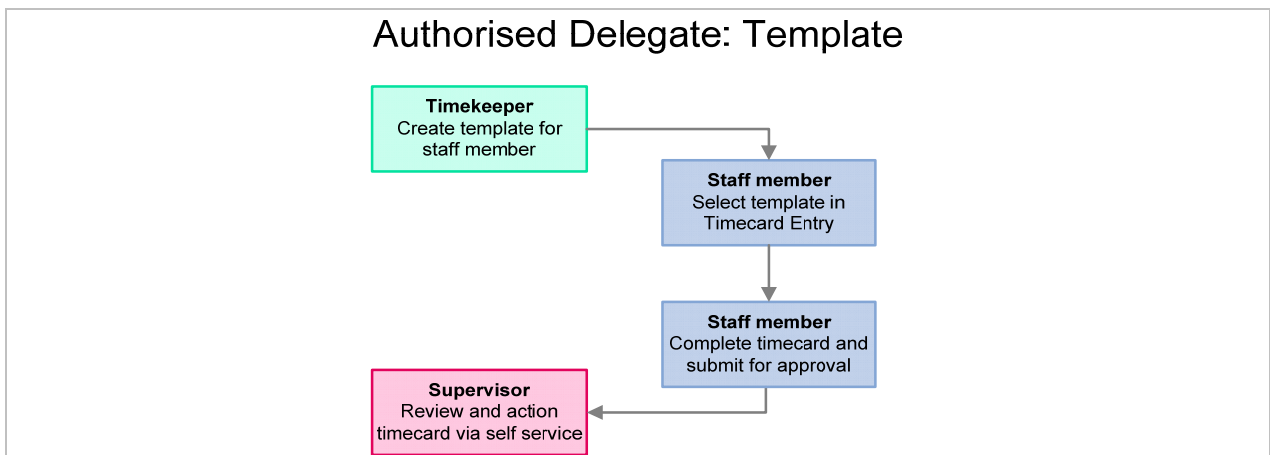 Authorised Delegate: Template
Timekeeper
Create template for
staff member
Staff member
Select template in
Timecard Entry
Staff member
Complete timecard and
submit for approval
Supervisor
Review and action
timecard via self service